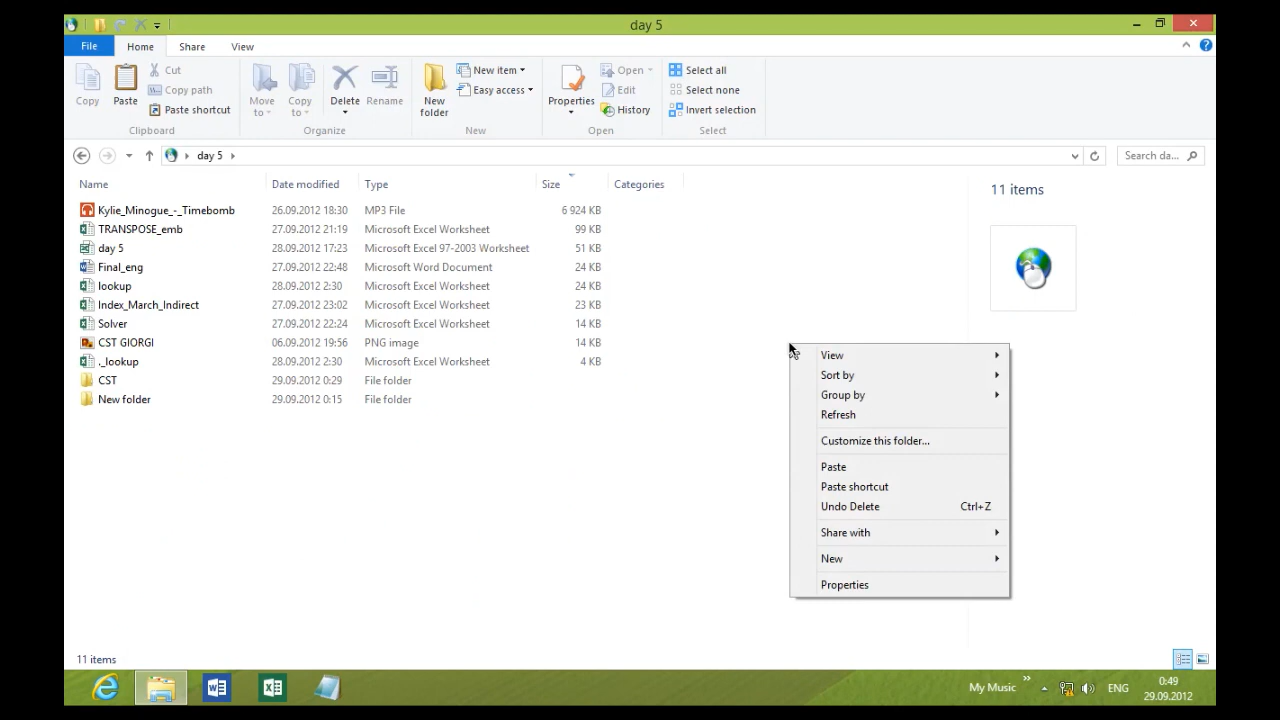 day 5
File Home Share View
Copy
Paste
Cut
Copy path
Paste shortcut
Clipboard
Move to
Copy to
Delete
Rename
Organize
New folder
New item
Easy access
New
Properties
Open
Edit
History
Open
Select all
Select none
Invert selection
Select
day 5
Search da...
Name Date modified Type Size Categories
Kylie_Minogue_-_Timebomb 26.09.2012 18:30 MP3 File 6 924 KB
TRANSPOSE_emb 27.09.2012 21:19 Microsoft Excel Worksheet 99 KB
day 5 28.09.2012 17:23 Microsoft Excel 97-2003 Worksheet 51 KB
Final_eng 27.09.2012 22:48 Microsoft Word Document 24 KB
lookup 28.09.2012 2:30 Microsoft Excel Worksheet 24 KB
Index_March_Indirect 27.09.2012 23:02 Microsoft Excel Worksheet 23 KB
Solver 27.09.2012 22:24 Microsoft Excel Worksheet 14 KB
CST GIORGI 06.09.2012 19:56 PNG image 14 KB
._lookup 28.09.2012 2:30 Microsoft Excel Worksheet 4 KB
CST 29.09.2012 0:29 File folder
New folder 29.09.2012 0:15 File folder
11 items
View
Sort by
Group by
Refresh
Customize this folder...
Paste
Paste shortcut
Undo Delete Ctrl+Z
Share with
New
Properties
11 items
My Music ENG 0:49
29.09.2012